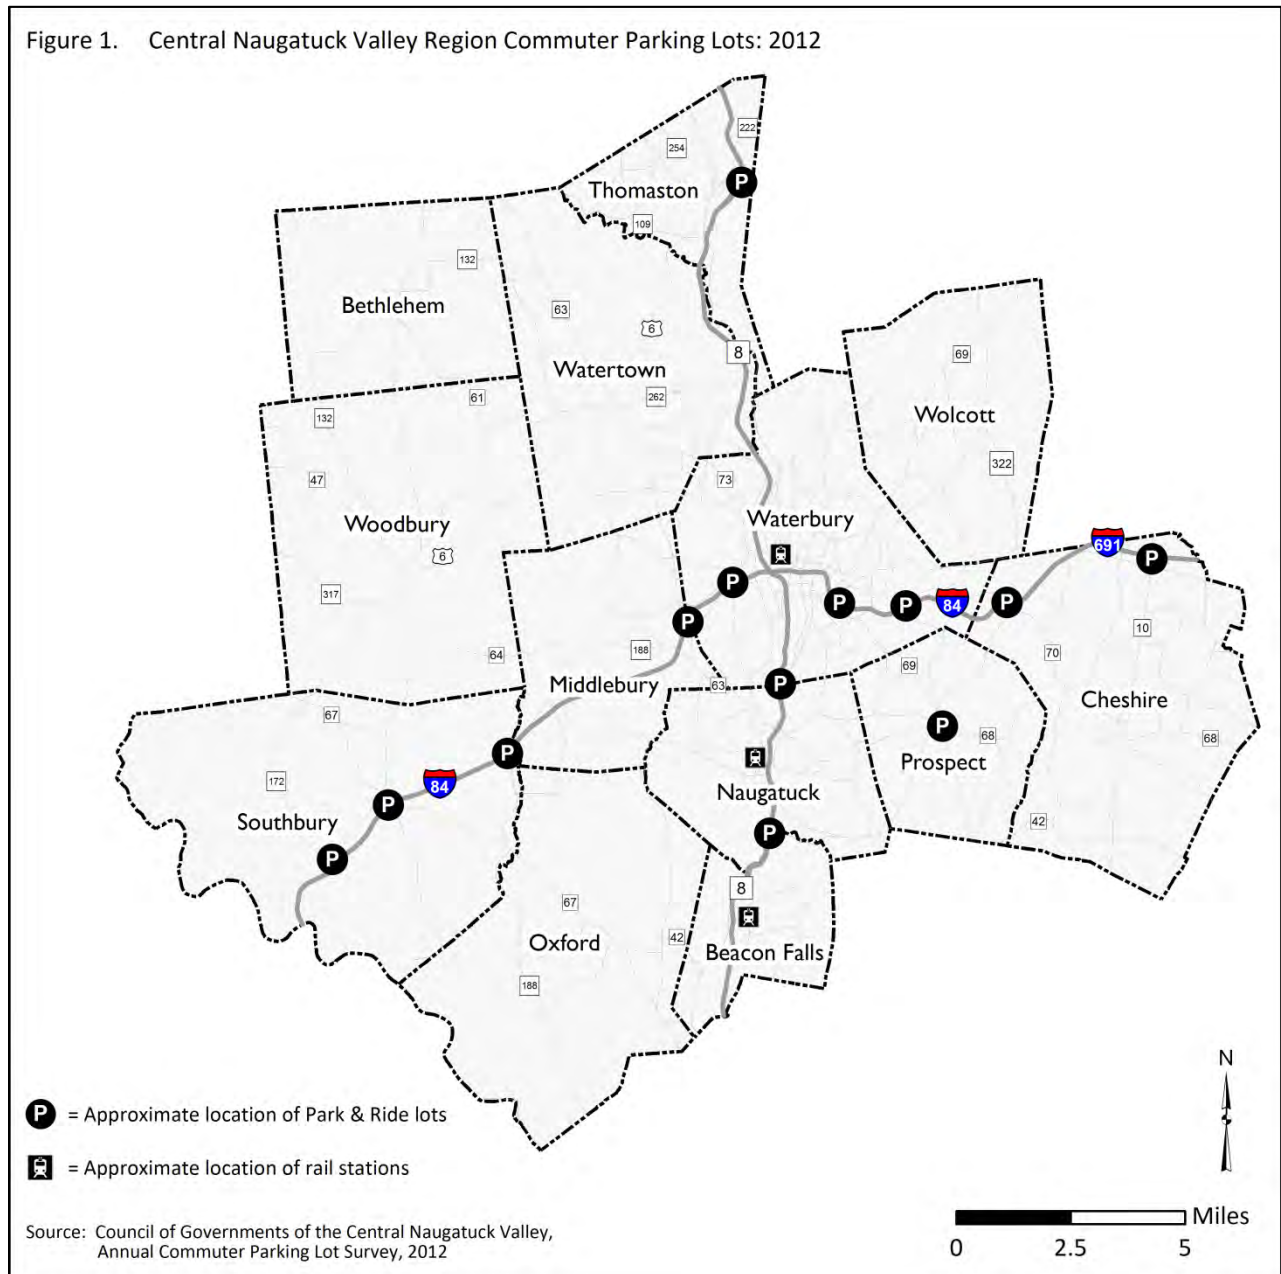 Figure 1. Central Naugatuck Valley Region Commuter Parking Lots: 2012
222
254
P
Thomaston
109
132
Bethlehem
63
6
8
69
Watertown
262
61
132
Wolcott
322
47
73
Woodbury
Waterbury
6
691
P
P
317
P
P
84
P
P
10
188
64
70
69
Middlebury
63
P
Cheshire
67
P
68
68
P
Prospect
172
84
Naugatuck
P
Southbury
42
P
P
8
67
42
Oxford
Beacon Falls
188
N
P = Approximate location of Park & Ride lots
= Approximate location of rail stations
Source: Council of Governments of the Central Naugatuck Valley,
Annual Commuter Parking Lot Survey, 2012
Miles
0 2.5 5